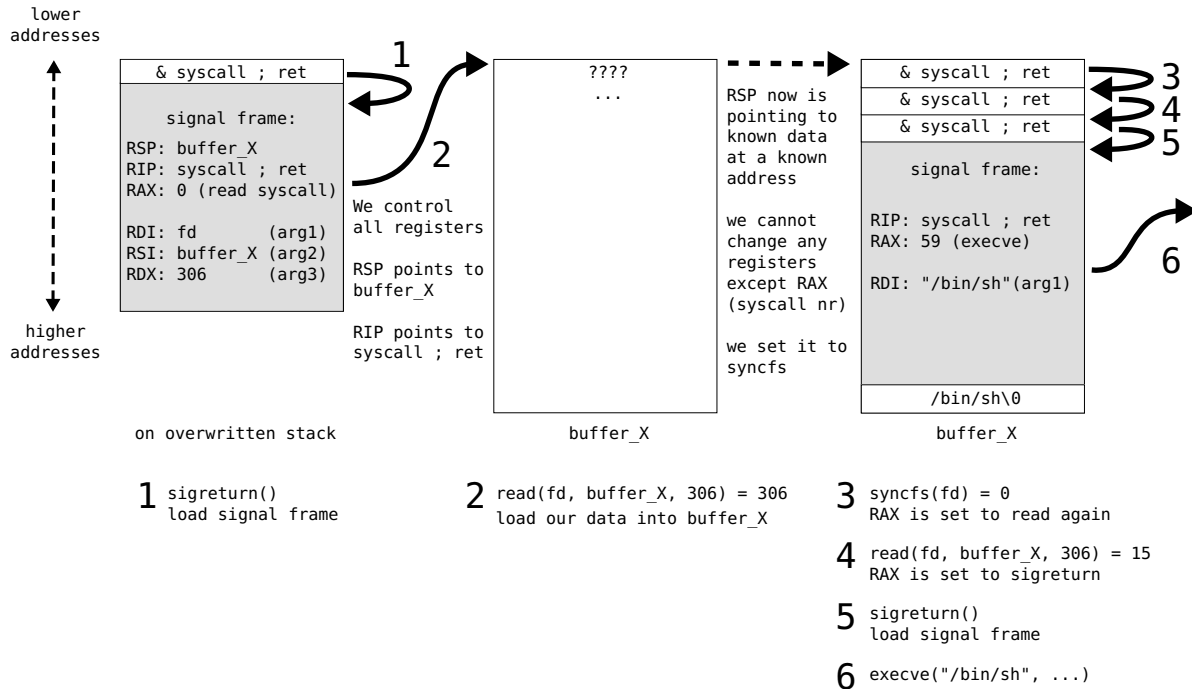 lower
addresses
higher
addresses
& syscall ; ret
signal frame:
RSP: buffer_X
RIP: syscall ; ret
RAX: 0 (read syscall)
RDI: fd (arg1)
RSI: buffer_X (arg2)
RDX: 306 (arg3)
on overwritten stack
1
2
We control
all registers
RSP points to
buffer_X
RIP points to
syscall ; ret
????
...
buffer_X
RSP now is
pointing to
known data
at a known
address
we cannot
change any
registers
except RAX
(syscall nr)
we set it to
syncfs
& syscall ; ret
& syscall ; ret
& syscall ; ret
signal frame:
RIP: syscall ; ret
RAX: 59 (execve)
RDI: "/bin/sh"(arg1)
/bin/sh\0
buffer_X
3
4
5
6
1 sigreturn()
load signal frame
2 read(fd, buffer_X, 306) = 306
load our data into buffer_X
3 syncfs(fd) = 0
RAX is set to read again
4 read(fd, buffer_X, 306) = 15
RAX is set to sigreturn
5 sigreturn()
load signal frame
6 execve("/bin/sh", ...)